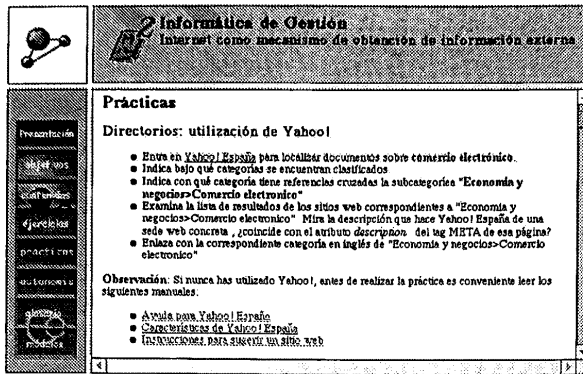 Informática de Gestión
Internet como mecanismo de obtención de información externa
Presentación
objetivos
contenidos
ejercicios
practicas
autonomia
glosario
módulos
Prácticas
Directorios: utilización de Yahoo!
Entra en Yahoo! España para localizar documentos sobre comercio electrónico.
Indica bajo qué categorías se encuentran clasificados
Indica con qué categoría tiene referencias cruzadas la subcategoría "Economía y
negocios>Comercio electronico"
Examina la lista de resultados de los sitios web correspondientes a "Economía y
negocios>Comercio electronico" Mira la descripción que hace Yahoo! España de una
sede web concreta, ¿coincide con el atributo description del tag META de esa página?
Enlaza con la correspondiente categoría en inglés de "Economía y negocios>Comercio
electronico"
Observación: Si nunca has utilizado Yahoo!, antes de realizar la práctica es conveniente leer los
siguientes manuales:
Ayuda para Yahoo! España
Características de Yahoo! España
Instrucciones para sugerir un sitio web